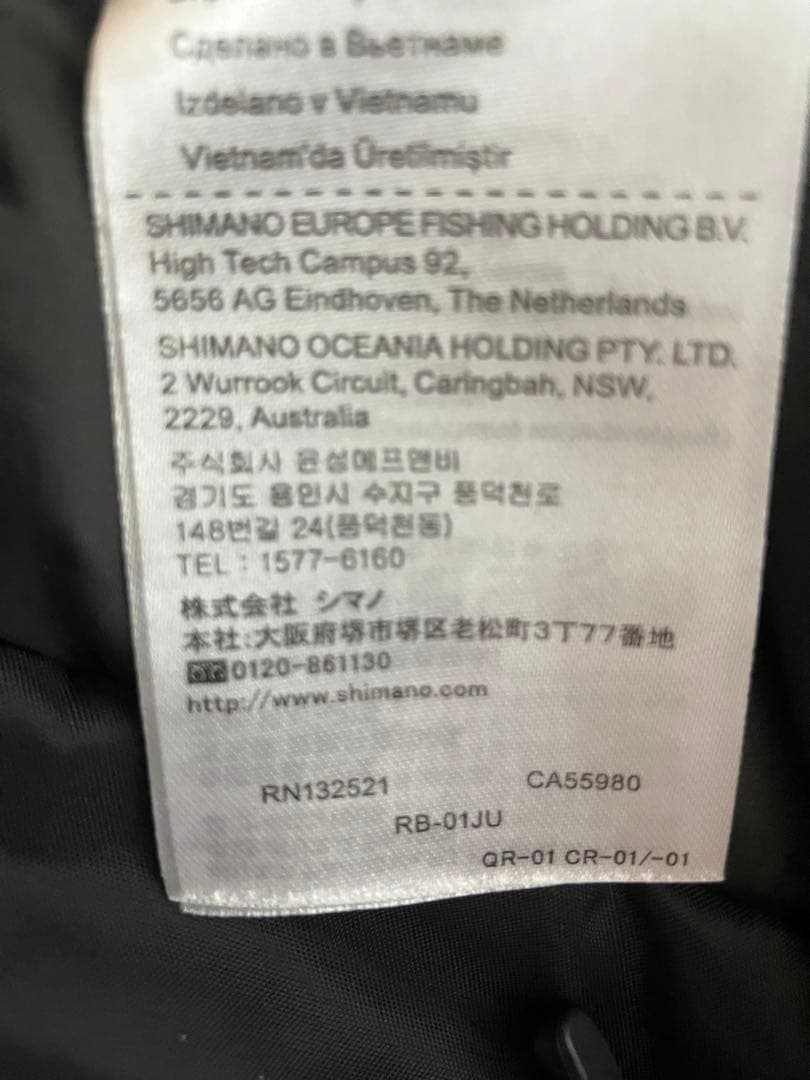 Сделано в Вьетнаме
Izdelano v Vietnamu
Vietnam'da Üretilmiştir
SHIMANO EUROPE FISHING HOLDING B.V.
High Tech Campus 92,
5656 AG Eindhoven, The Netherlands
SHIMANO OCEANIA HOLDING PTY. LTD.
2 Wurrook Circuit, Caringbah, NSW,
2229, Australia
주식회사 윤성에프앤비
경기도 용인시 수지구 풍덕천로
148번길 24(풍덕천동)
TEL : 1577-6160
株式会社 シマノ
本社:大阪府堺市堺区老松町3丁77番地
0120-861130
http://www.shimano.com
RN132521 CA55980
RB-01JU
QR-01 CR-01/-01